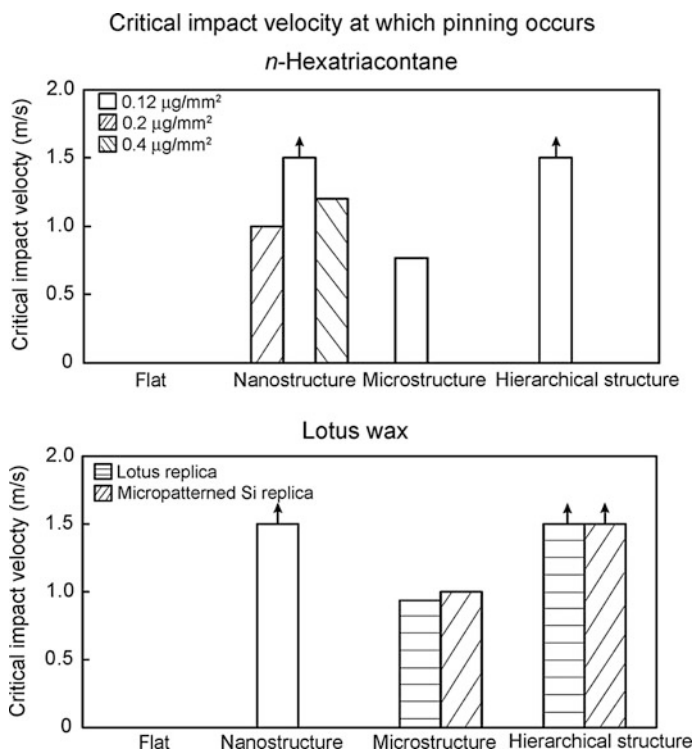 Critical impact velocity at which pinning occurs
n-Hexatriacontane
2.0
0.12 µg/mm²
0.2 µg/mm²
0.4 µg/mm²
1.5
1.0
0.5
0
Critical impact velocty (m/s)
Flat Nanostructure Microstructure Hierarchical structure
Lotus wax
2.0
Lotus replica
Micropatterned Si replica
1.5
1.0
0.5
0
Critical impact velocty (m/s)
Flat Nanostructure Microstructure Hierarchical structure